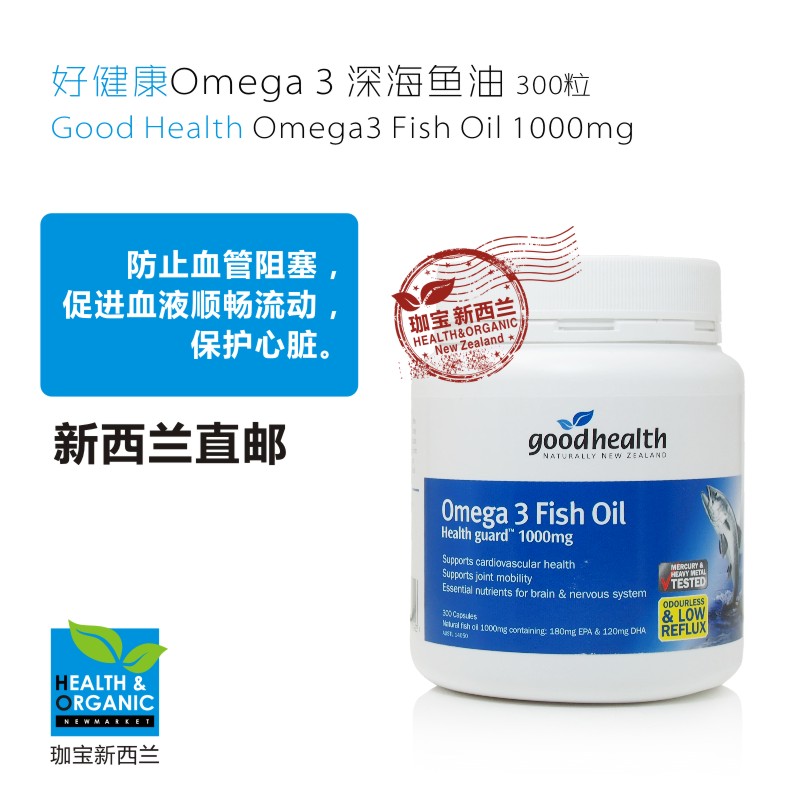 好健康Omega 3 深海鱼油 300粒
Good Health Omega3 Fish Oil 1000mg
防止血管阻塞，
促进血液顺畅流动，
保护心脏。
新西兰直邮
珈宝新西兰
HEALTH&ORGANIC
New Zealand
goodhealth
NATURALLY NEW ZEALAND
Omega 3 Fish Oil
Health guard™ 1000mg
Supports cardiovascular health
Supports joint mobility
Essential nutrients for brain & nervous system
MERCURY &
HEAVY METAL
TESTED
ODOURLESS
& LOW
REFLUX
300 Capsules
Natural fish oil 1000mg containing: 180mg EPA & 120mg DHA
HEALTH &
ORGANIC
NEWMARKET
珈宝新西兰